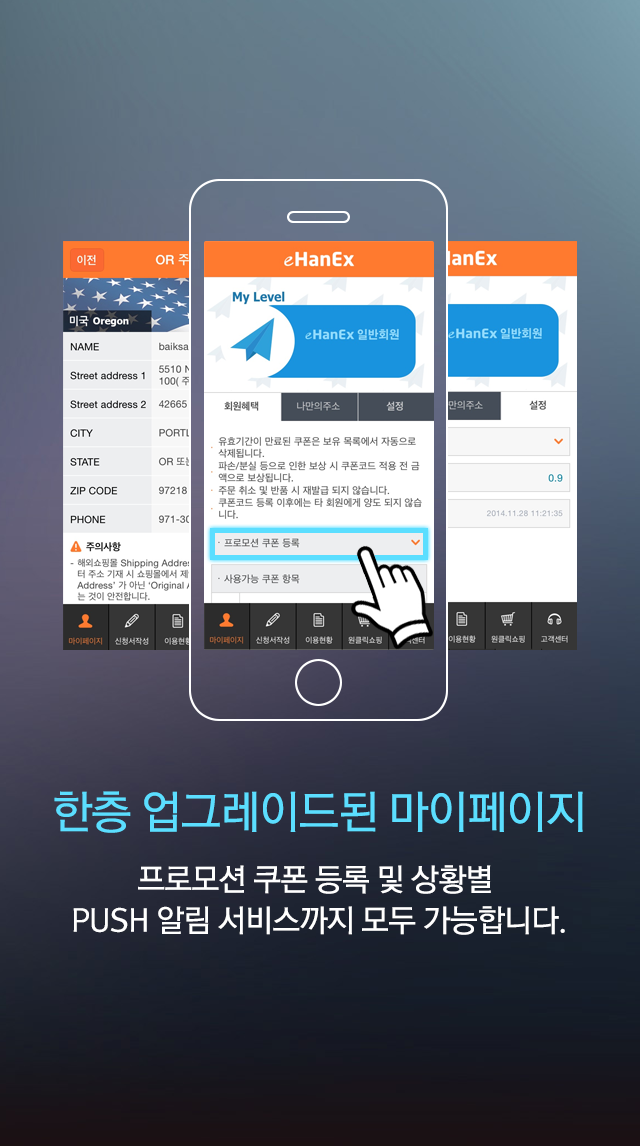 이전
OR 주
미국 Oregon
NAME
baiksa
Street address 1
5510 N
100( 주
Street address 2
42665
CITY
PORTL
STATE
OR 또는
ZIP CODE
97218
PHONE
971-30
주의사항
- 해외쇼핑몰 Shipping Addre
터 주소 기재 시 쇼핑몰에서 제
Address' 가 아닌 'Original A
는 것이 안전합니다.
마이페이지
신청서작성
이용현황
eHanEx
My Level
eHanEx 일반회원
회원혜택
나만의주소
설정
· 유효기간이 만료된 쿠폰은 보유 목록에서 자동으로
삭제됩니다.
· 파손/분실 등으로 인한 보상 시 쿠폰코드 적용 전 금
액으로 보상됩니다.
· 주문 취소 및 반품 시 재발급 되지 않습니다.
· 쿠폰코드 등록 이후에는 타 회원에게 양도 되지 않습
니다.
· 프로모션 쿠폰 등록
· 사용가능 쿠폰 항목
마이페이지
신청서작성
이용현황
원클릭쇼핑
센터
HanEx
eHanEx 일반회원
만의주소
설정
0.9
2014.11.28 11:21:35
이용현황
원클릭쇼핑
고객센터
한층 업그레이드된 마이페이지
프로모션 쿠폰 등록 및 상황별
PUSH 알림 서비스까지 모두 가능합니다.